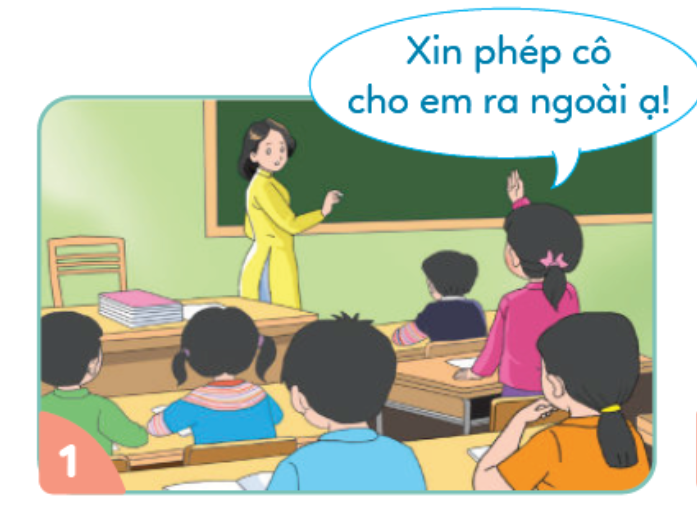 Xin phép cô
cho em ra ngoài ạ!
1